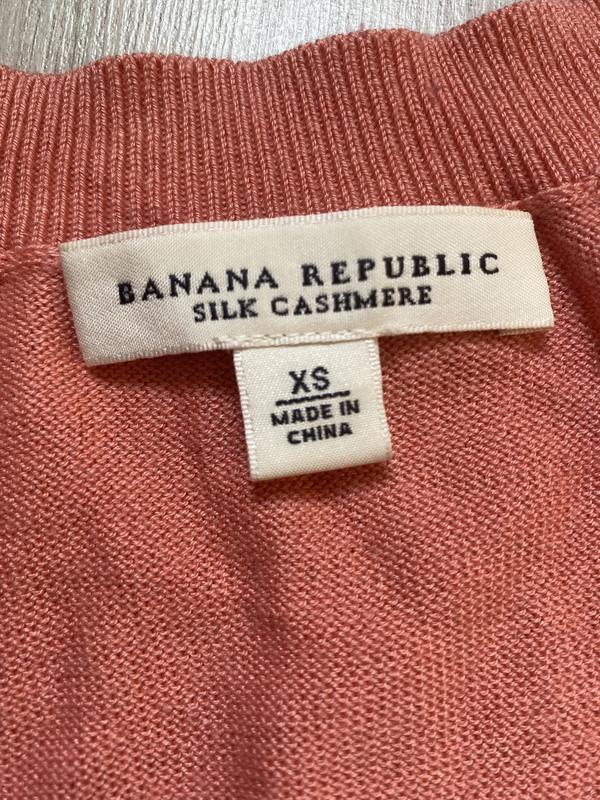 BANANA REPUBLIC
SILK CASHMERE
XS
MADE IN
CHINA